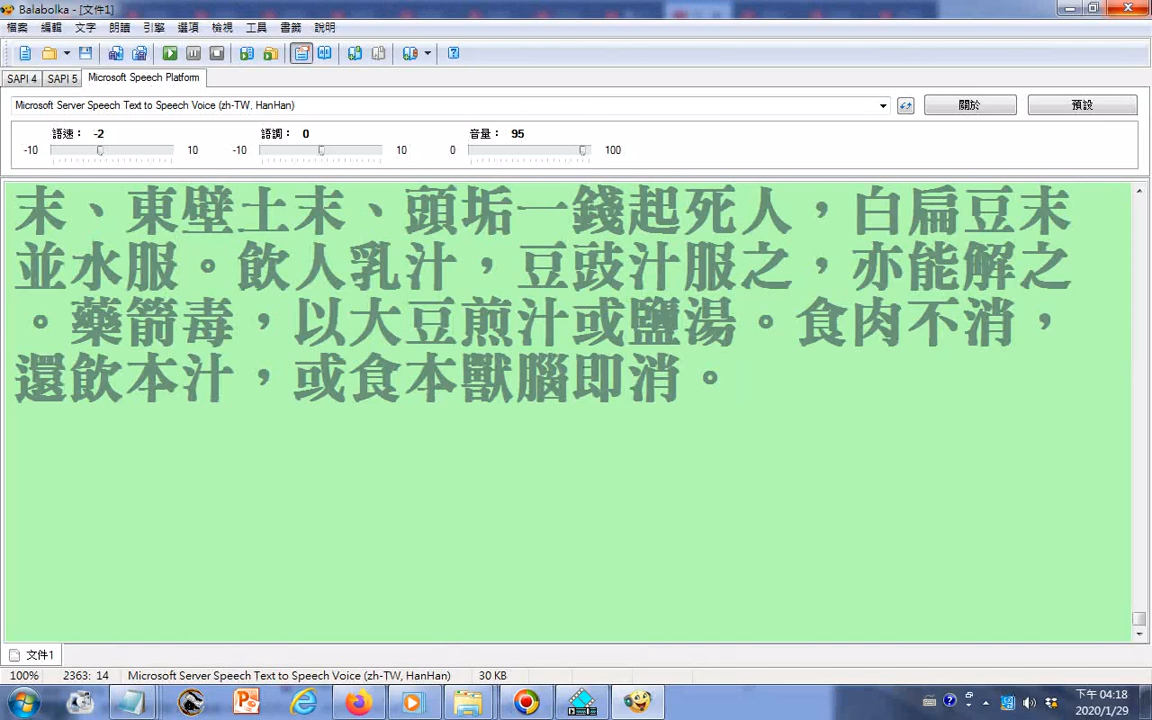 Balabolka - [文件1]
檔案 編輯 文字 朗讀 引擎 選項 檢視 工具 書籤 說明
SAPI 4 SAPI 5 Microsoft Speech Platform
Microsoft Server Speech Text to Speech Voice (zh-TW, HanHan) 關於 預設
語速： -2 語調： 0 音量： 95
-10 10 -10 10 0 100
末、東壁土末、頭垢一錢起死人，白扁豆末
並水服。飲人乳汁，豆豉汁服之，亦能解之
。藥箭毒，以大豆煎汁或鹽湯。食肉不消，
還飲本汁，或食本獸腦即消。
文件1
100% 2363: 14 Microsoft Server Speech Text to Speech Voice (zh-TW, HanHan) 30 KB
下午 04:18
2020/1/29